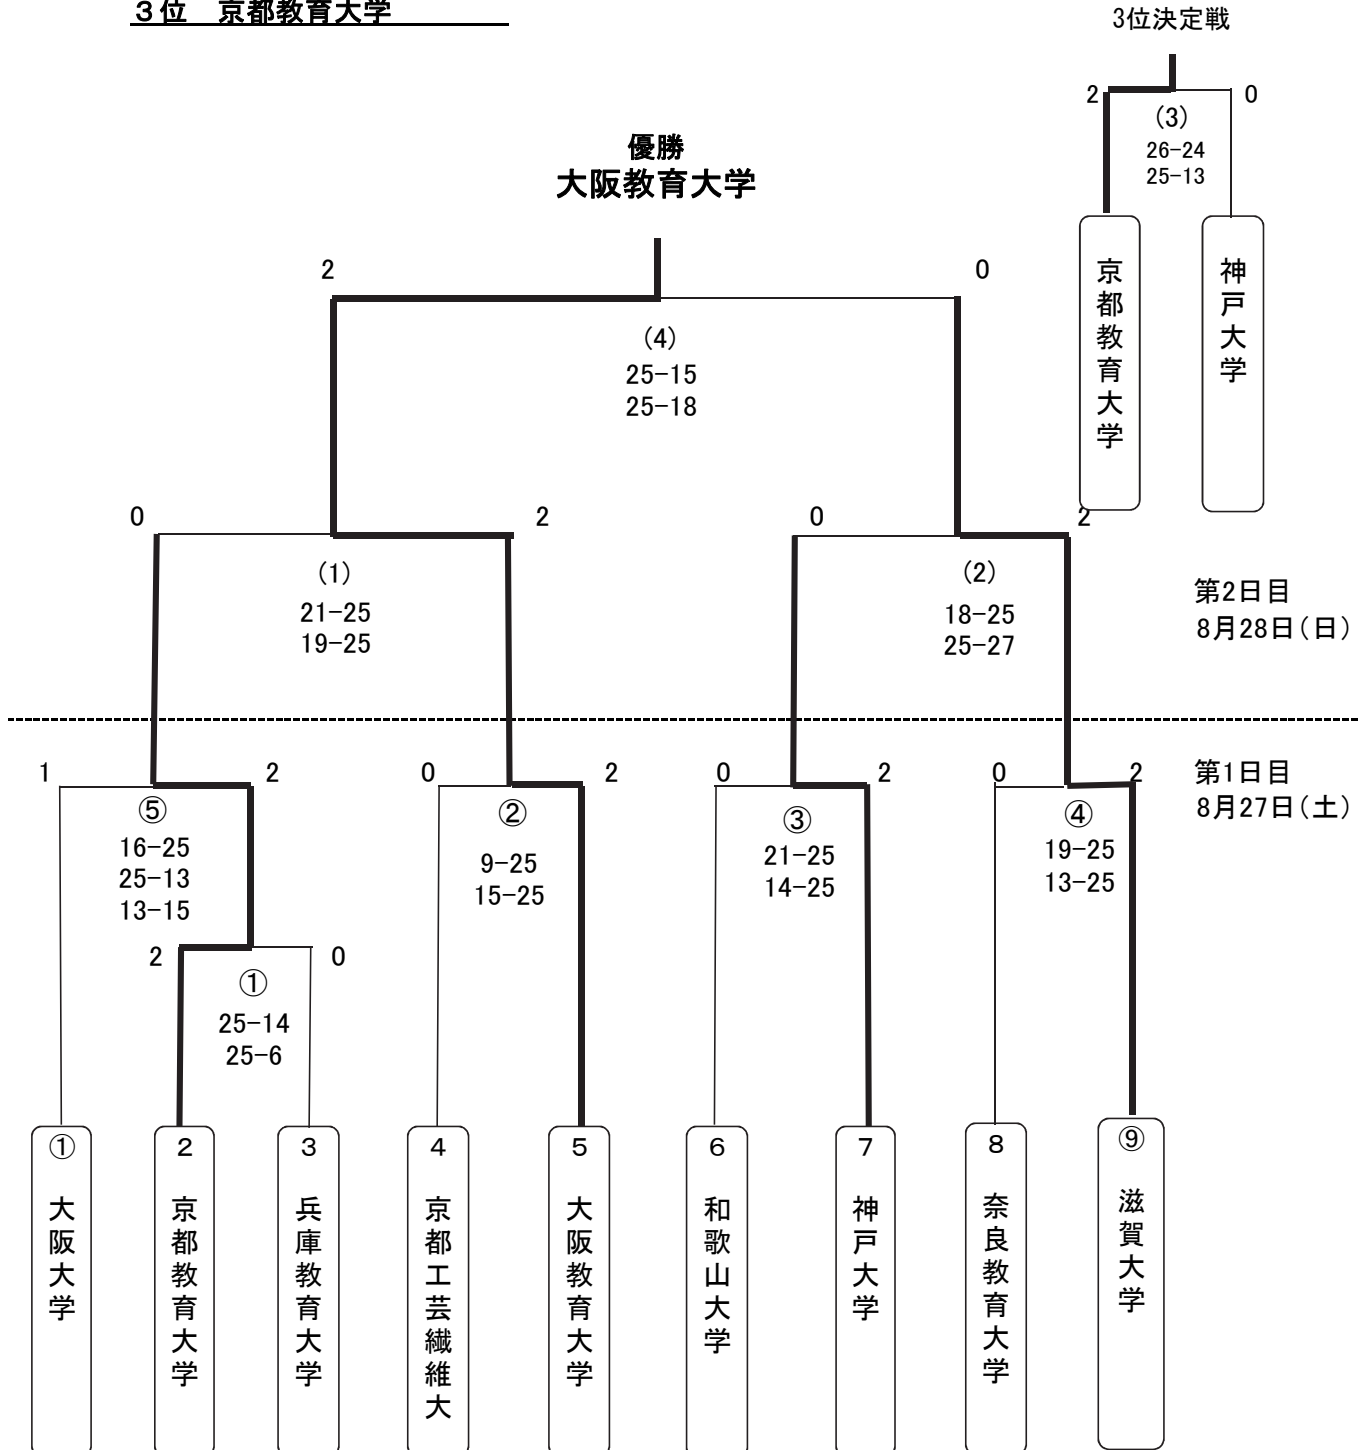 ３位　京都教育大学
3位決定戦
2
0
(3)
26-24
25-13
京都教育大学
神戸大学
優勝
大阪教育大学
2
0
(4)
25-15
25-18
0
2
(1)
21-25
19-25
0
2
(2)
18-25
25-27
第2日目
8月28日(日)
第1日目
8月27日(土)
1
2
⑤
16-25
25-13
13-15
0
2
②
9-25
15-25
0
2
③
21-25
14-25
0
2
④
19-25
13-25
2
0
①
25-14
25-6
① 大阪大学
２ 京都教育大学
３ 兵庫教育大学
４ 京都工芸繊維大
５ 大阪教育大学
６ 和歌山大学
７ 神戸大学
８ 奈良教育大学
⑨ 滋賀大学